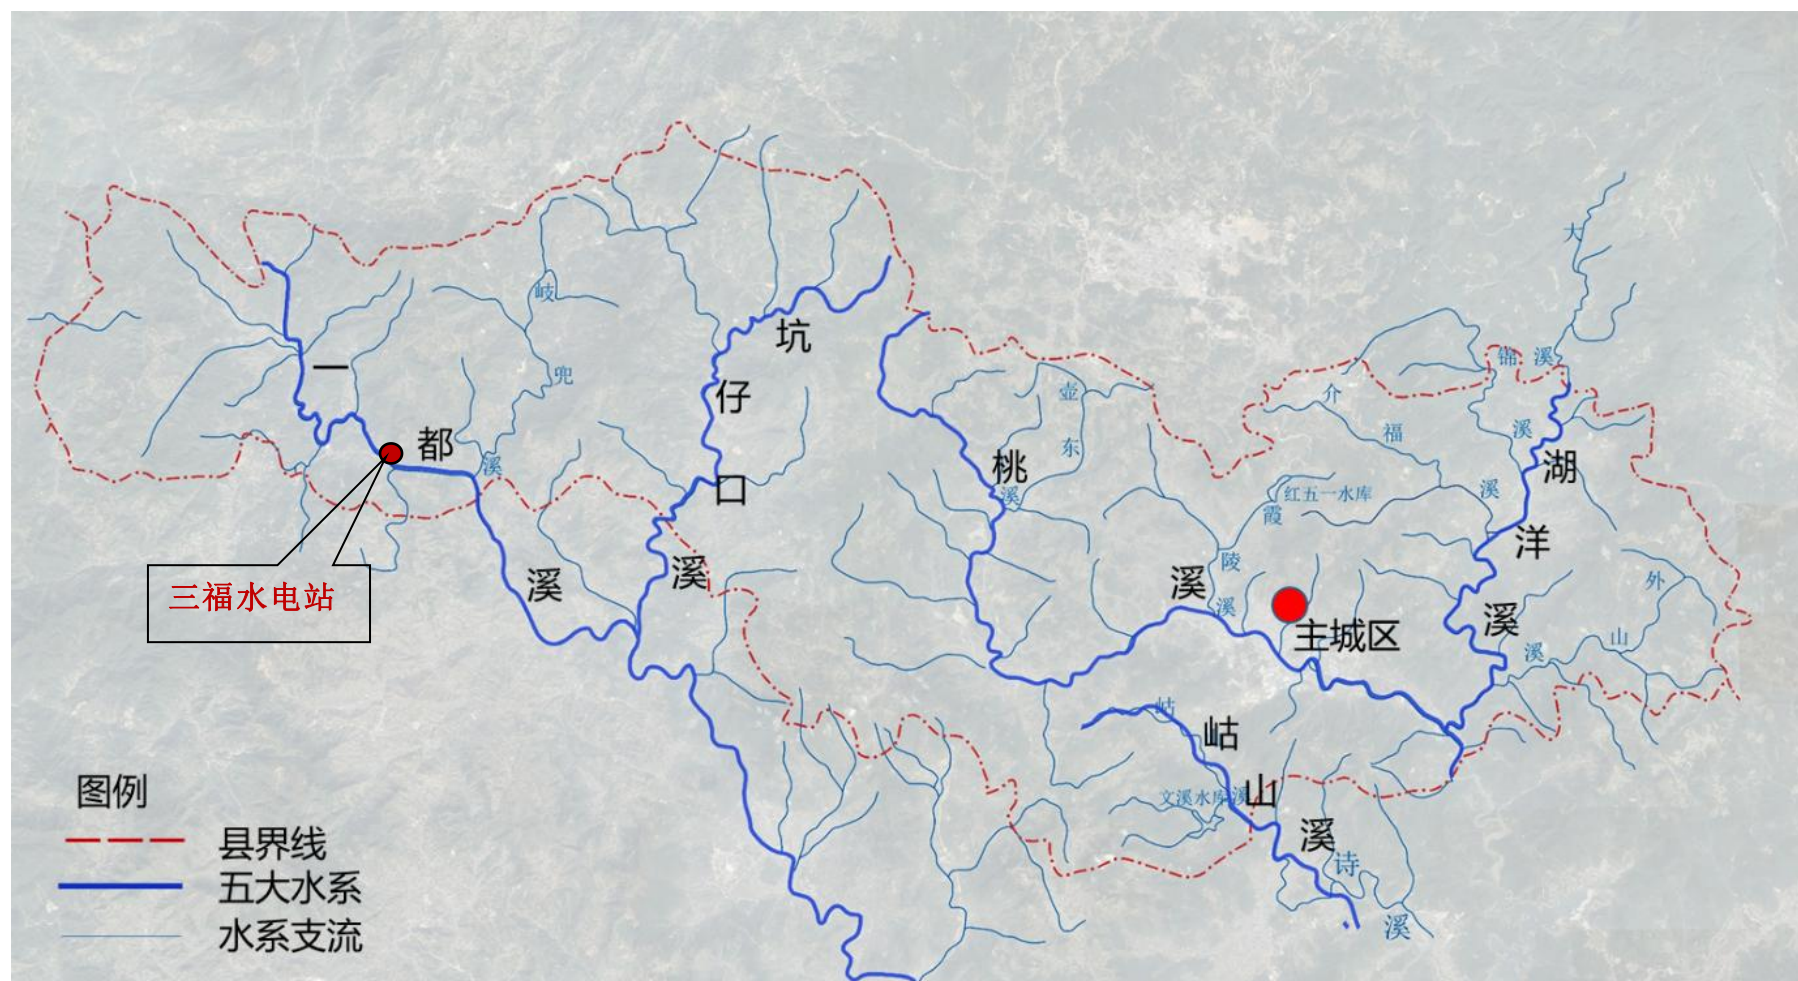 一都溪
坑仔口溪
桃溪
湖洋溪
岵山溪
岐
兜
溪
壶
东
溪
介
福
溪
大
锦溪
溪
红五一水库
霞
陵
溪
外
山
溪
岵
溪
文溪水库
诗
溪
主城区
三福水电站
图例
县界线
五大水系
水系支流